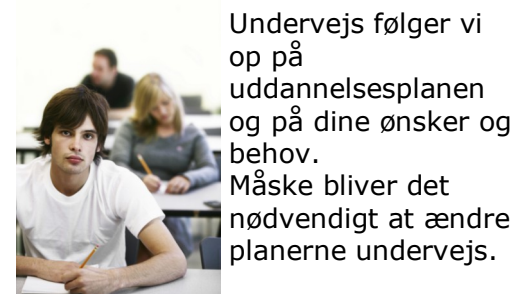 Undervejs følger vi
op på
uddannelsesplanen
og på dine ønsker og
behov.
Måske bliver det
nødvendigt at ændre
planerne undervejs.